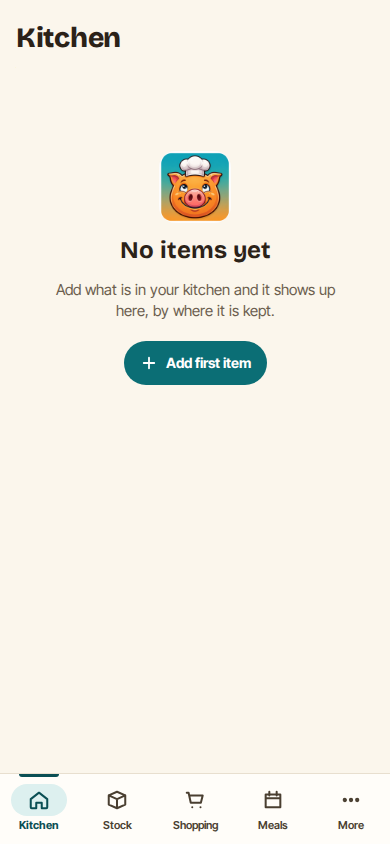 Kitchen
No items yet
Add what is in your kitchen and it shows up
here, by where it is kept.
Add first item
Kitchen
Stock
Shopping
Meals
More